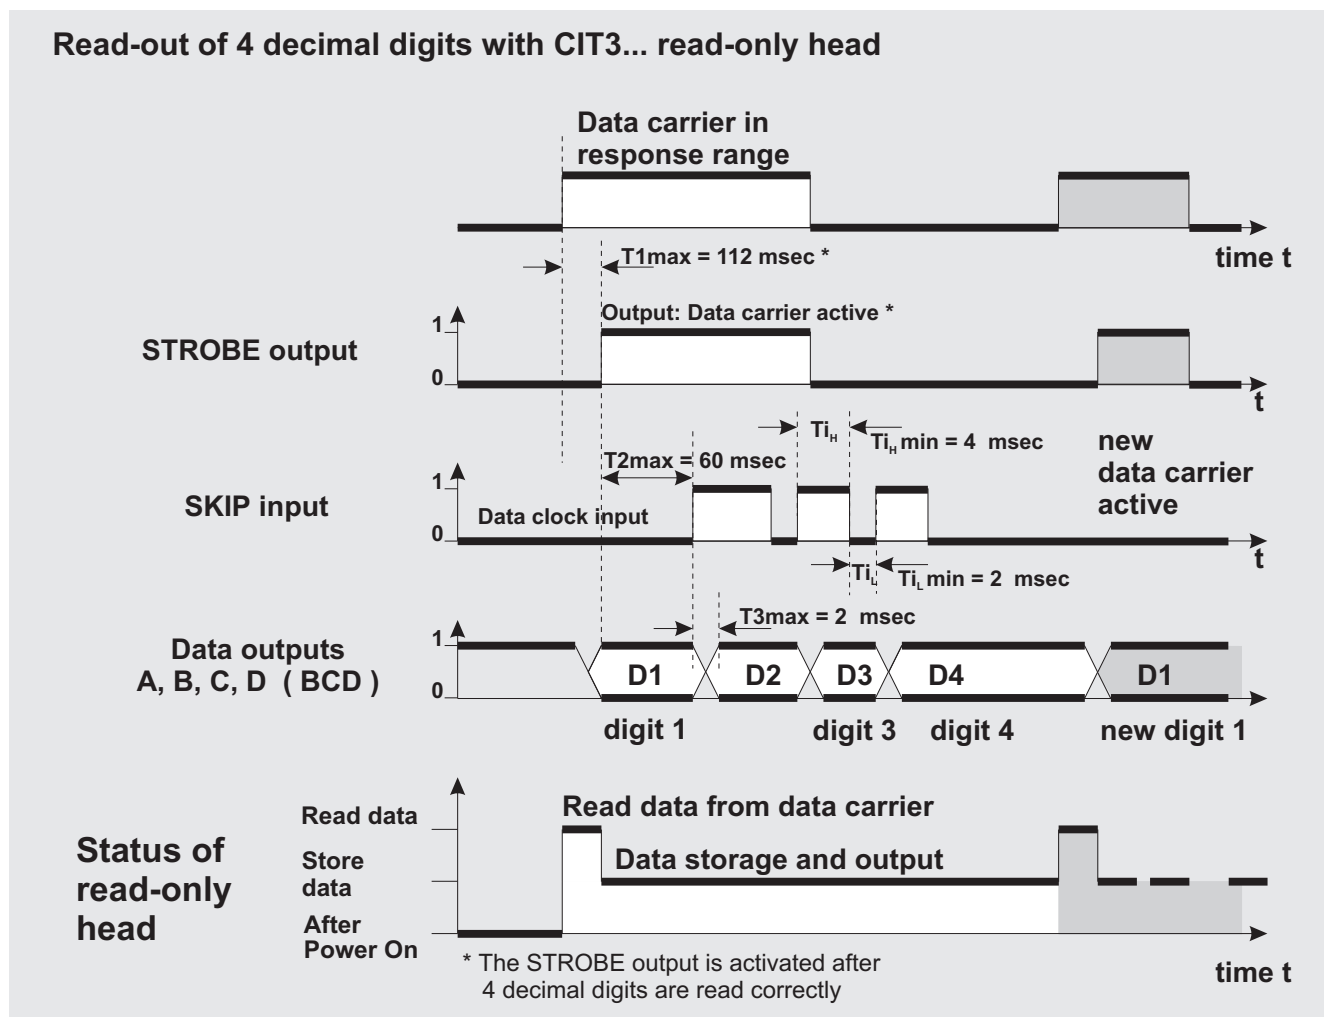 Read-out of 4 decimal digits with CIT3... read-only head
Data carrier in
response range
time t
T1max = 112 msec *
Output: Data carrier active *
STROBE output
1
0
t
TiH
TiH min = 4 msec
new
data carrier
active
T2max = 60 msec
SKIP input
1
Data clock input
0
t
TiL
TiL min = 2 msec
T3max = 2 msec
Data outputs
A, B, C, D ( BCD )
1
0
D1
D2
D3
D4
D1
digit 1
digit 3
digit 4
new digit 1
Read data from data carrier
Read data
Status of
read-only
head
Store
data
Data storage and output
After
Power On
* The STROBE output is activated after
4 decimal digits are read correctly
time t